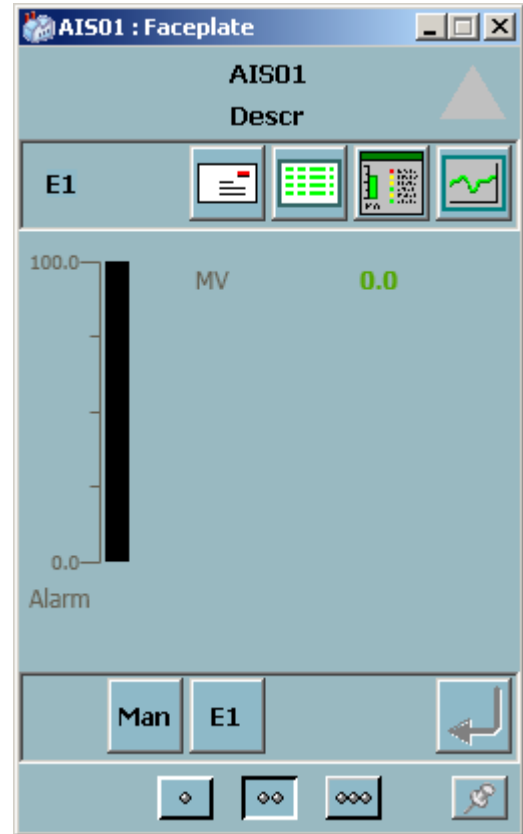 AIS01 : Faceplate
AIS01
Descr
E1
100.0
MV 0.0
0.0
Alarm
Man E1